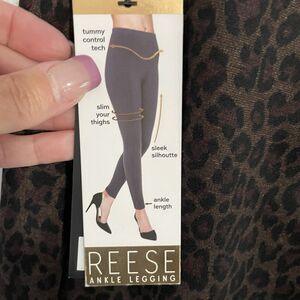 tummy
control
tech
slim
your
thighs
sleek
silhoutte
ankle
length
REESE
ANKLE LEGGING